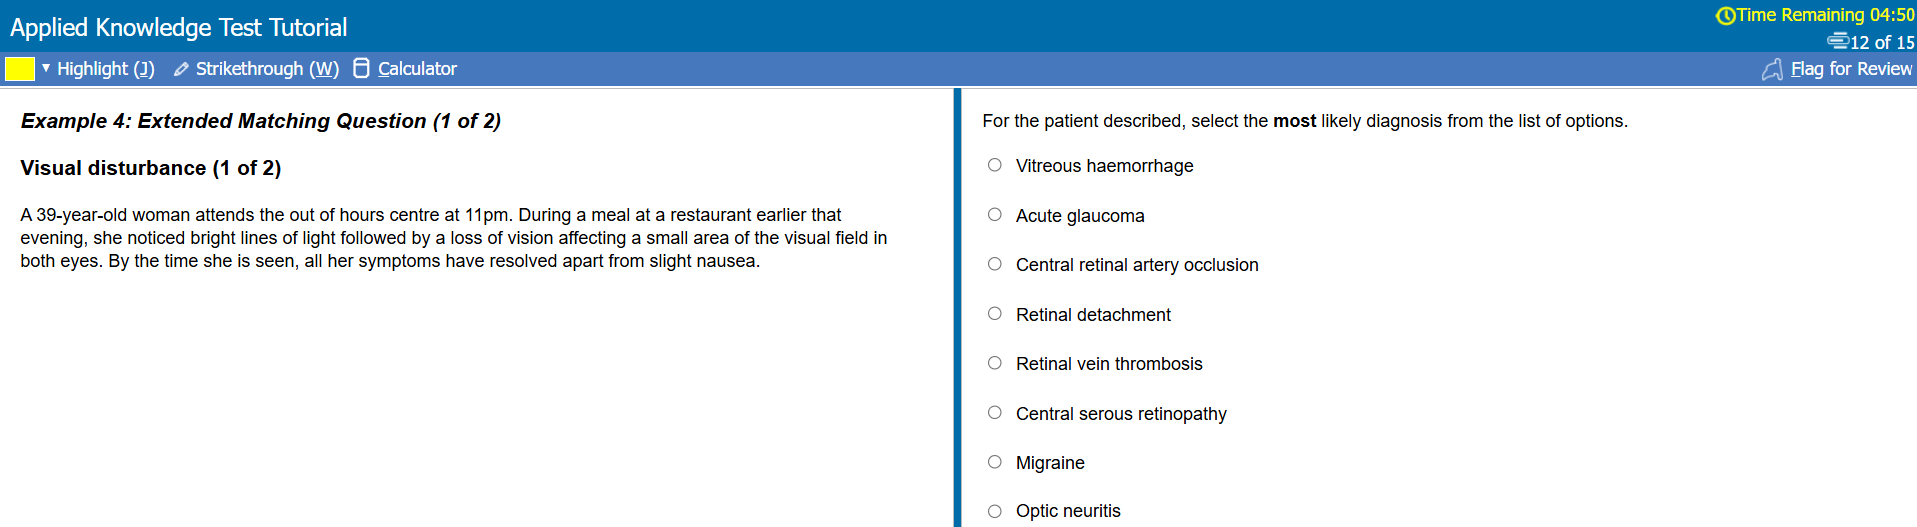 Applied Knowledge Test Tutorial
Time Remaining 04:50
12 of 15
Highlight (J) Strikethrough (W) Calculator
Flag for Review
Example 4: Extended Matching Question (1 of 2)
Visual disturbance (1 of 2)
A 39-year-old woman attends the out of hours centre at 11pm. During a meal at a restaurant earlier that
evening, she noticed bright lines of light followed by a loss of vision affecting a small area of the visual field in
both eyes. By the time she is seen, all her symptoms have resolved apart from slight nausea.
For the patient described, select the most likely diagnosis from the list of options.
Vitreous haemorrhage
Acute glaucoma
Central retinal artery occlusion
Retinal detachment
Retinal vein thrombosis
Central serous retinopathy
Migraine
Optic neuritis